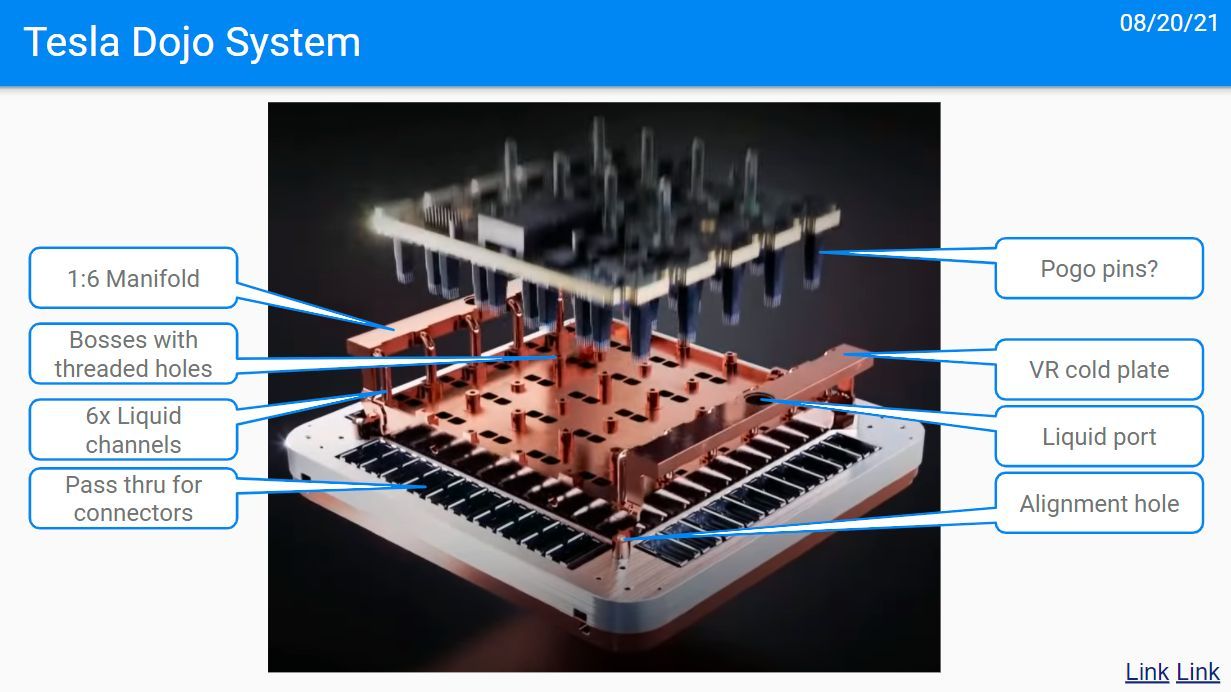 Tesla Dojo System
08/20/21
1:6 Manifold
Bosses with
threaded holes
6x Liquid
channels
Pass thru for
connectors
Pogo pins?
VR cold plate
Liquid port
Alignment hole
Link Link